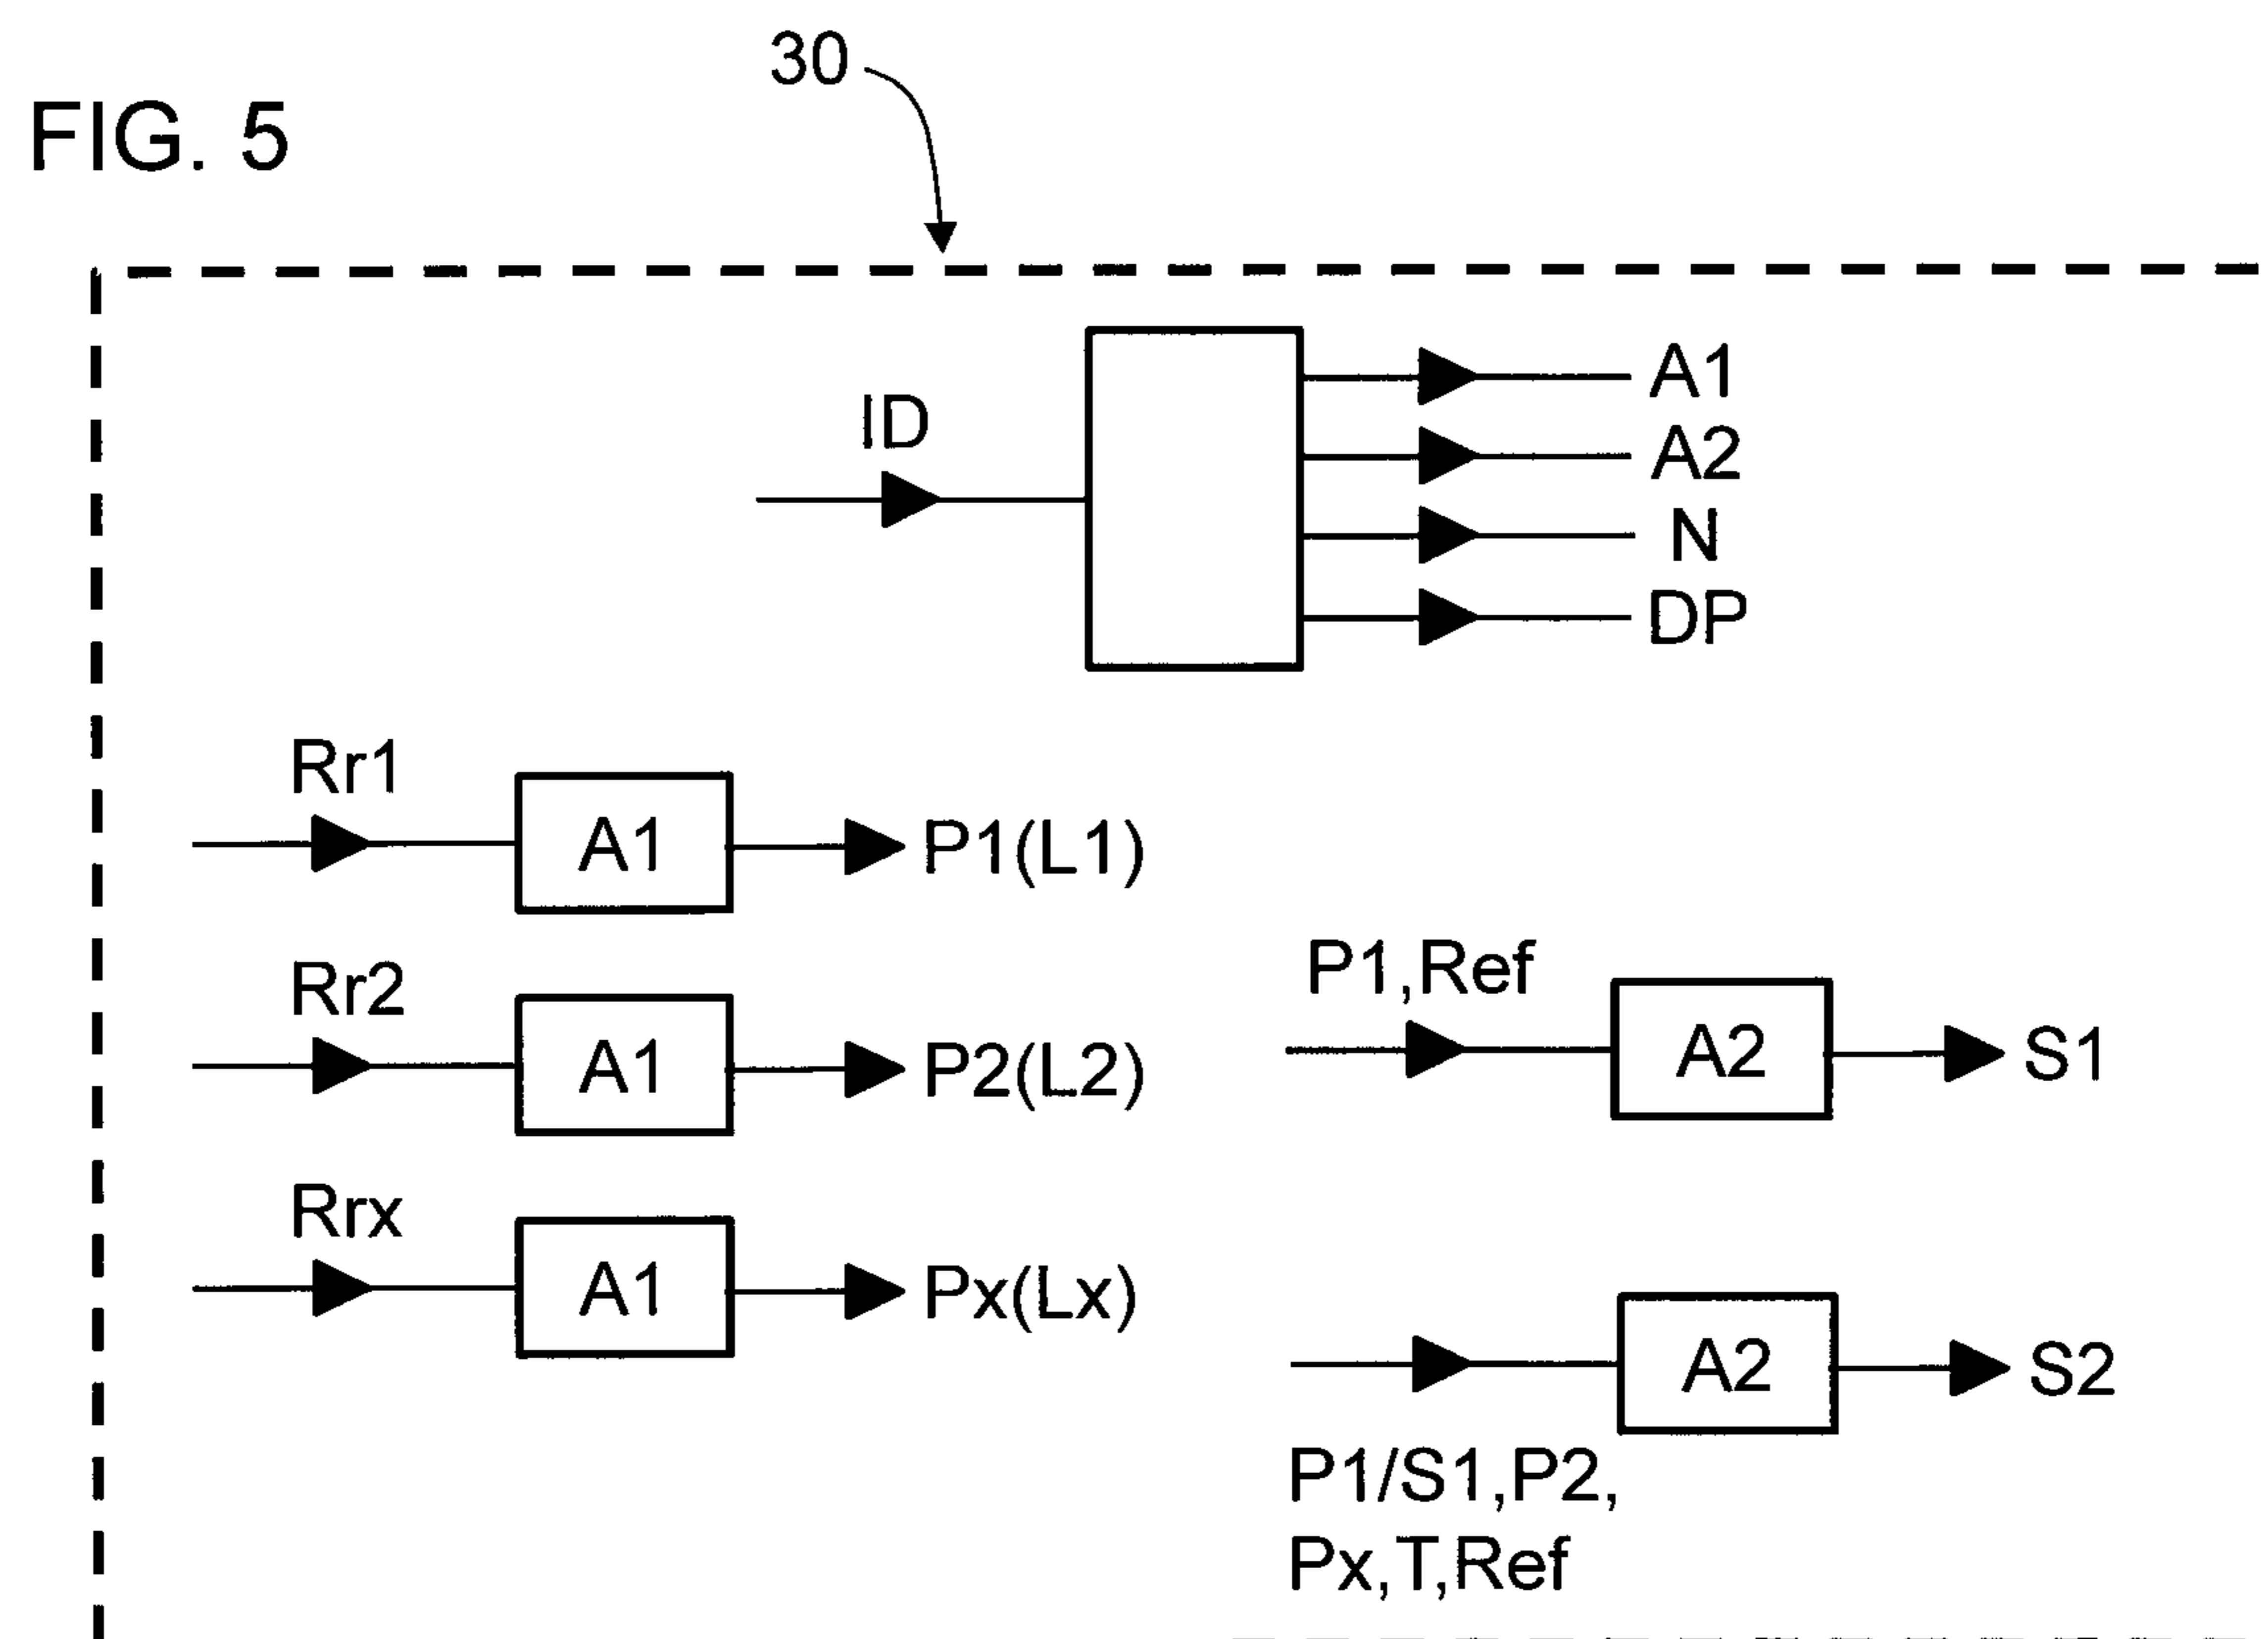 30
FIG. 5
ID
A1
A2
N
DP
Rr1
A1
P1(L1)
Rr2
A1
P2(L2)
Rrx
A1
Px(Lx)
P1,Ref
A2
S1
A2
S2
P1/S1,P2,
Px,T,Ref